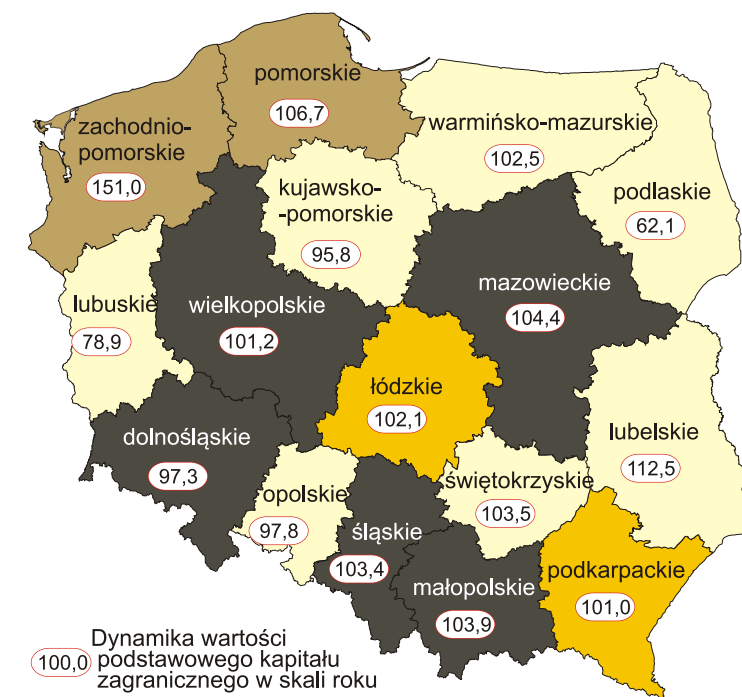 pomorskie
106,7
zachodnio-
pomorskie
151,0
warmińsko-mazurskie
102,5
kujawsko-
-pomorskie
95,8
podlaskie
62,1
mazowieckie
104,4
lubuskie
78,9
wielkopolskie
101,2
łódzkie
102,1
dolnośląskie
97,3
lubelskie
112,5
opolskie
97,8
świętokrzyskie
103,5
śląskie
103,4
małopolskie
103,9
podkarpackie
101,0
100,0
Dynamika wartości
podstawowego kapitału
zagranicznego w skali roku